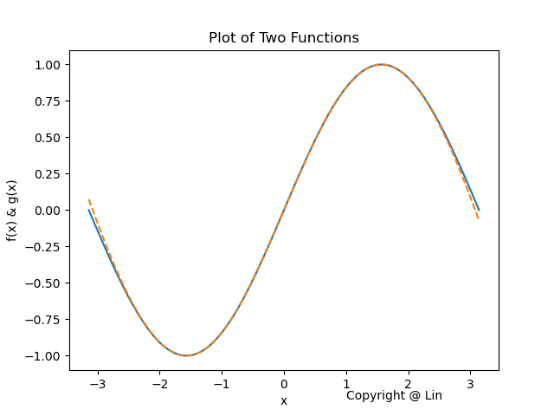 Plot of Two Functions
1.00
0.75
0.50
0.25
0.00
−0.25
−0.50
−0.75
−1.00
f(x) & g(x)
−3 −2 −1 0 1 2 3
x
Copyright @ Lin